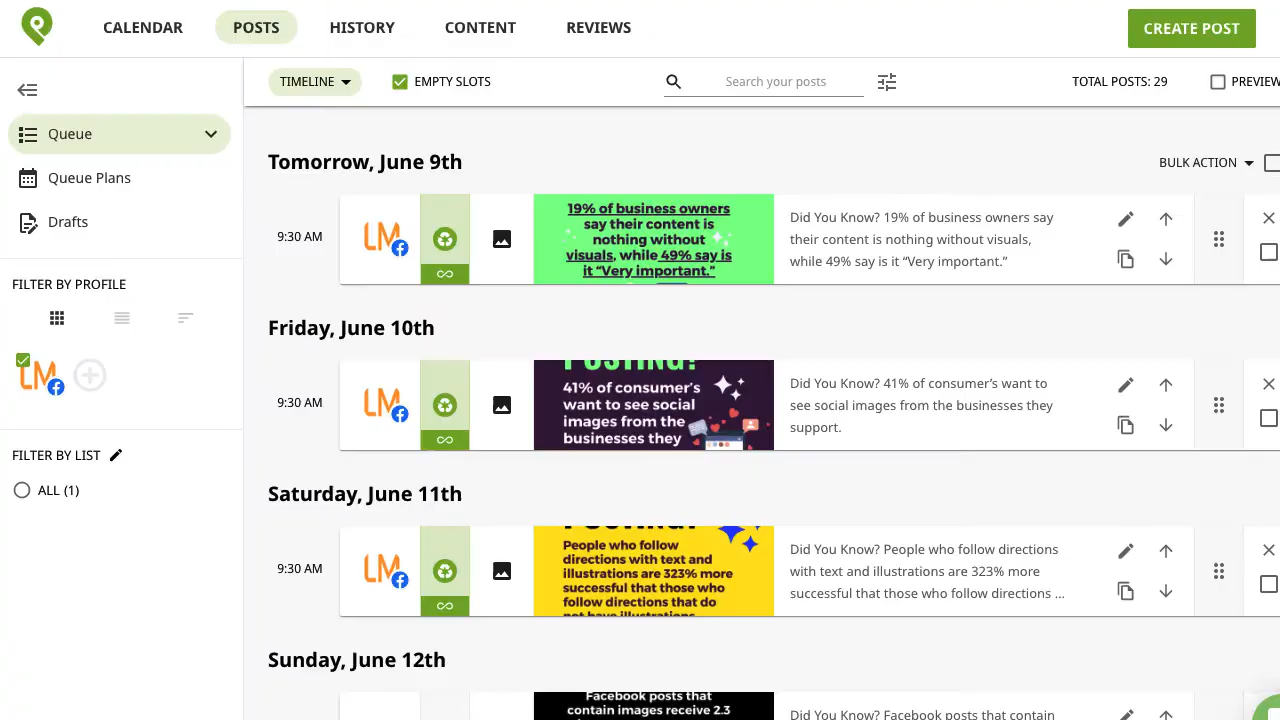 CALENDAR POSTS HISTORY CONTENT REVIEWS CREATE POST
TIMELINE EMPTY SLOTS Search your posts TOTAL POSTS: 29 PREVIEW
Queue
Queue Plans
Drafts
FILTER BY PROFILE
LM
FILTER BY LIST
ALL (1)
Tomorrow, June 9th BULK ACTION
9:30 AM
LM
19% of business owners
say their content is
nothing without
visuals, while 49% say is
it “Very important.”
Did You Know? 19% of business owners say
their content is nothing without visuals,
while 49% say is it “Very important.”
Friday, June 10th
9:30 AM
LM
POSTING?
41% of consumer’s
want to see social
images from the
businesses they
Did You Know? 41% of consumer’s want to
see social images from the businesses they
support.
Saturday, June 11th
9:30 AM
LM
People who follow
directions with text and
illustrations are 323% more
successful that those who
follow directions that do
not have illustrations
Did You Know? People who follow directions
with text and illustrations are 323% more
successful that those who follow directions ...
Sunday, June 12th
Facebook posts that
contain images receive 2.3
Did You Know? Facebook posts that contain